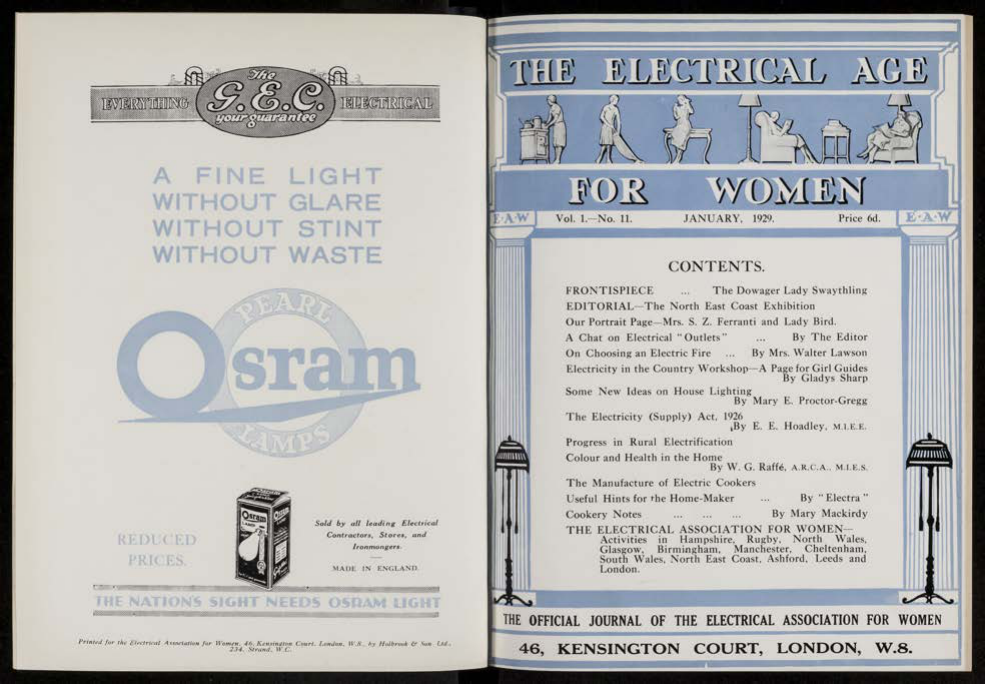 The
EVERYTHING G.E.C. ELECTRICAL
your guarantee
A FINE LIGHT
WITHOUT GLARE
WITHOUT STINT
WITHOUT WASTE
PEARL
Osram
LAMPS
REDUCED
PRICES.
Osram
LAMP
Sold by all leading Electrical
Contractors, Stores, and
Ironmongers.
MADE IN ENGLAND.
THE NATION'S SIGHT NEEDS OSRAM LIGHT
Printed for the Electrical Association for Women, 46, Kensington Court, London, W.8., by Holbrook & Son Ltd.,
234, Strand, W.C.
THE ELECTRICAL AGE
FOR WOMEN
E·A·W Vol. 1.—No. 11. JANUARY, 1929. Price 6d. E·A·W
CONTENTS.
FRONTISPIECE ... The Dowager Lady Swaythling
EDITORIAL—The North East Coast Exhibition
Our Portrait Page—Mrs. S. Z. Ferranti and Lady Bird.
A Chat on Electrical "Outlets" ... By The Editor
On Choosing an Electric Fire ... By Mrs. Walter Lawson
Electricity in the Country Workshop—A Page for Girl Guides
By Gladys Sharp
Some New Ideas on House Lighting
By Mary E. Proctor-Gregg
The Electricity (Supply) Act, 1926
By E. E. Hoadley, M.I.E.E.
Progress in Rural Electrification
Colour and Health in the Home
By W. G. Raffé, A.R.C.A., M.I.E.S.
The Manufacture of Electric Cookers
Useful Hints for the Home-Maker ... By "Electra"
Cookery Notes ... ... ... By Mary Mackirdy
THE ELECTRICAL ASSOCIATION FOR WOMEN—
Activities in Hampshire, Rugby, North Wales,
Glasgow, Birmingham, Manchester, Cheltenham,
South Wales, North East Coast, Ashford, Leeds and
London.
THE OFFICIAL JOURNAL OF THE ELECTRICAL ASSOCIATION FOR WOMEN
46, KENSINGTON COURT, LONDON, W.8.